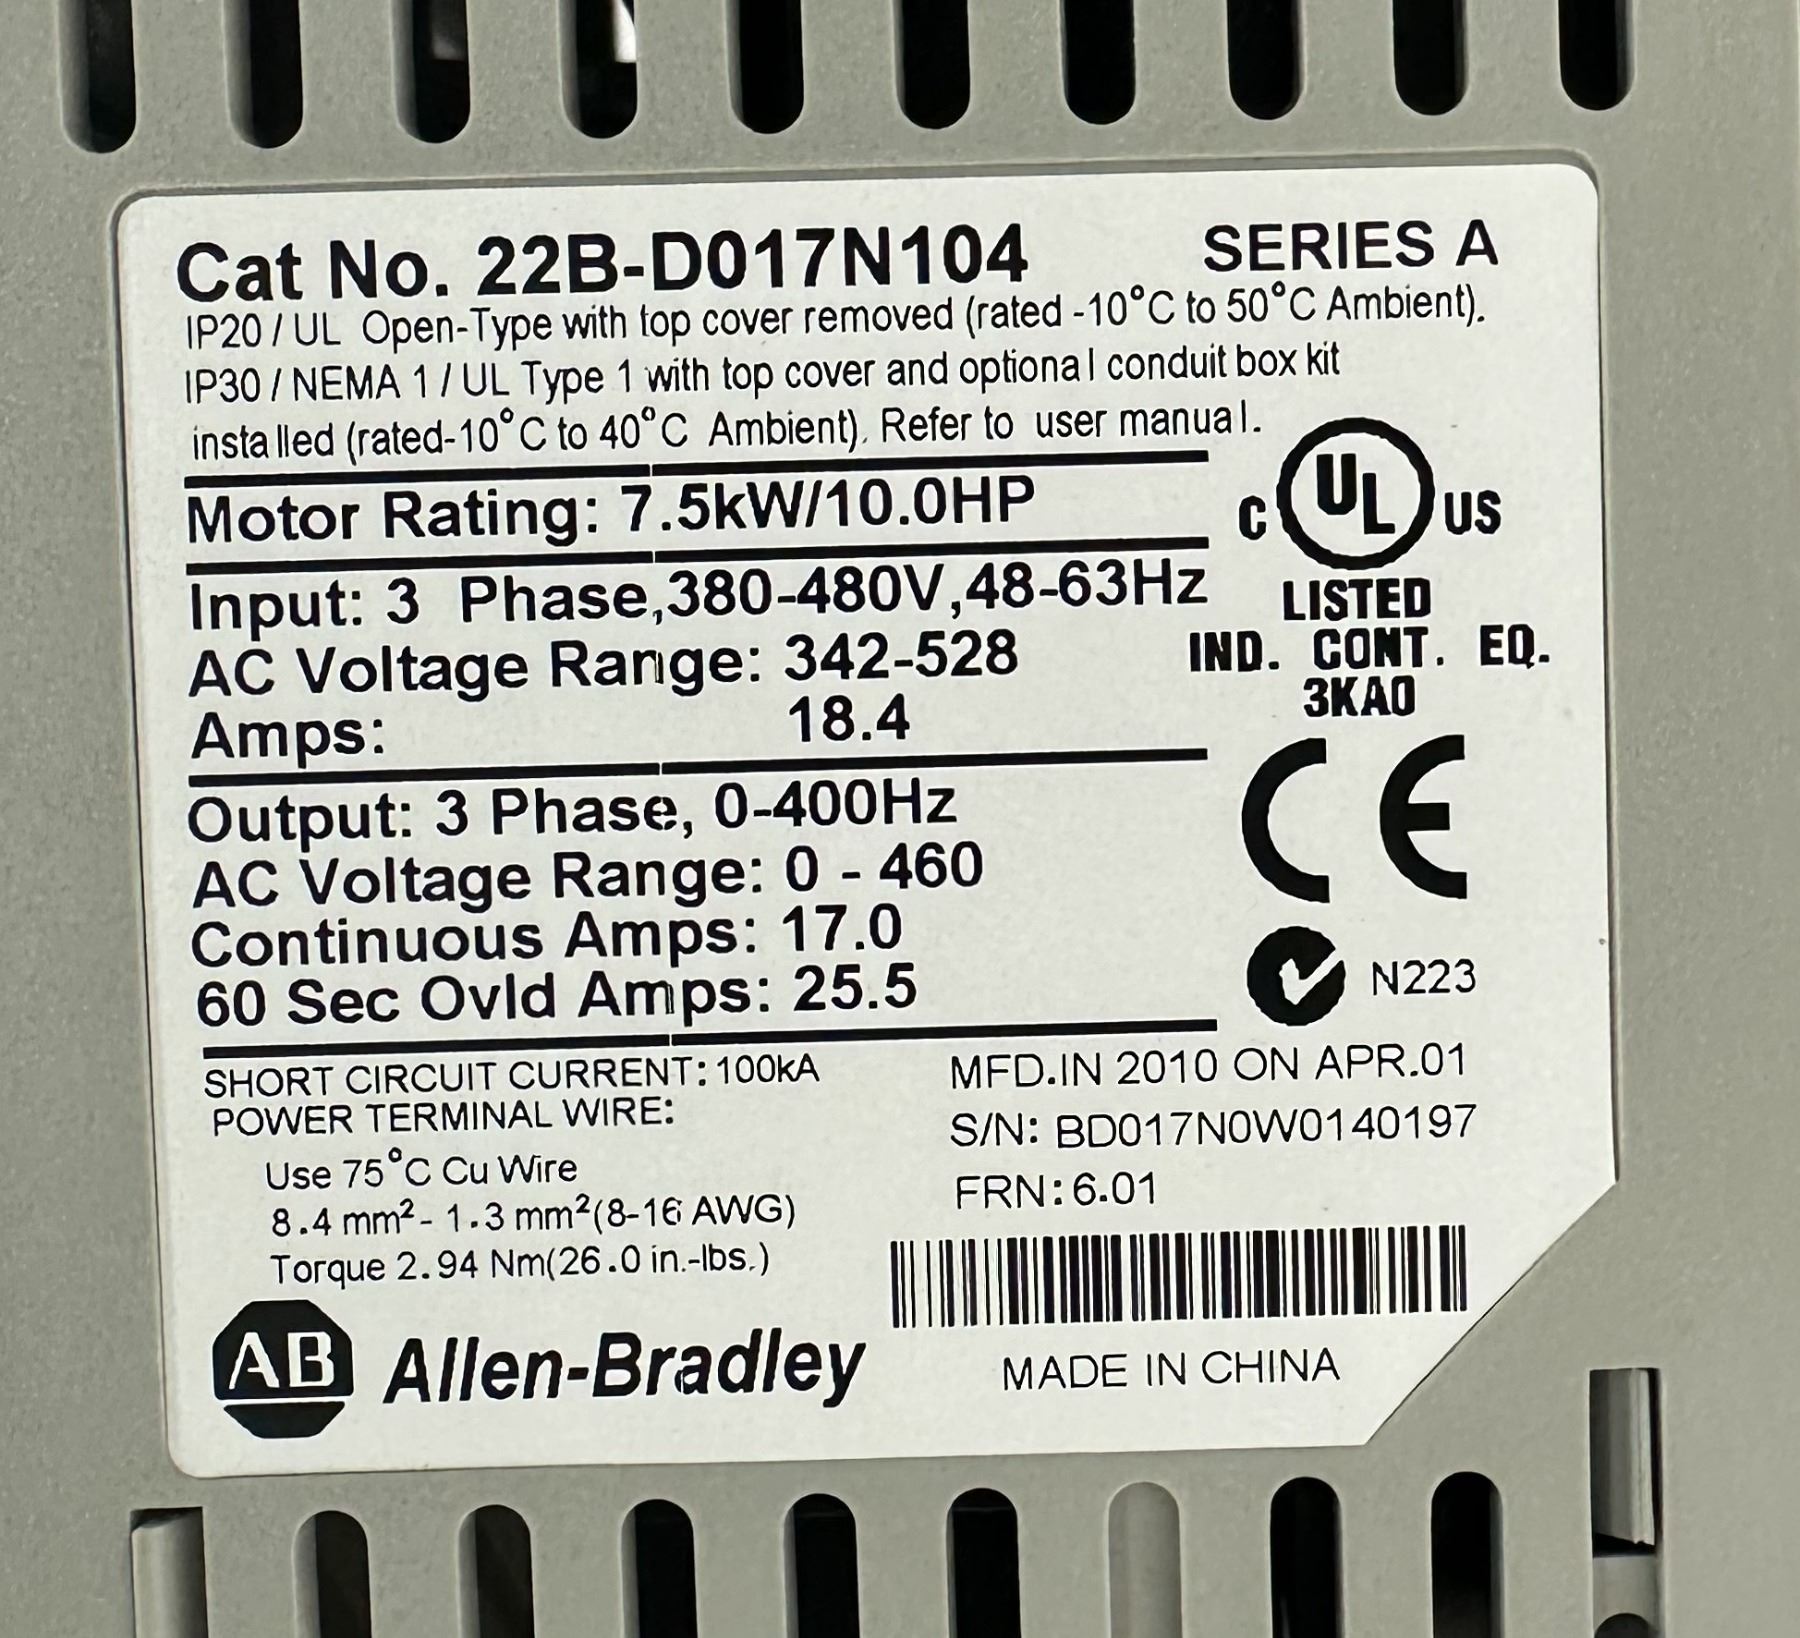 Cat No. 22B-D017N104 SERIES A
IP20 / UL Open-Type with top cover removed (rated -10°C to 50°C Ambient).
IP30 / NEMA 1 / UL Type 1 with top cover and optional conduit box kit
installed (rated-10°C to 40°C Ambient). Refer to user manual.
Motor Rating: 7.5kW/10.0HP
C UL US
LISTED
IND. CONT. EQ.
3KA0
Input: 3 Phase,380-480V,48-63Hz
AC Voltage Range: 342-528
Amps: 18.4
CE
Output: 3 Phase, 0-400Hz
AC Voltage Range: 0 - 460
Continuous Amps: 17.0
60 Sec Ovld Amps: 25.5
N223
SHORT CIRCUIT CURRENT: 100kA
POWER TERMINAL WIRE:
Use 75°C Cu Wire
8.4 mm²- 1.3 mm²(8-16 AWG)
Torque 2.94 Nm(26.0 in.-lbs.)
MFD.IN 2010 ON APR.01
S/N: BD017N0W0140197
FRN:6.01
AB Allen-Bradley
MADE IN CHINA